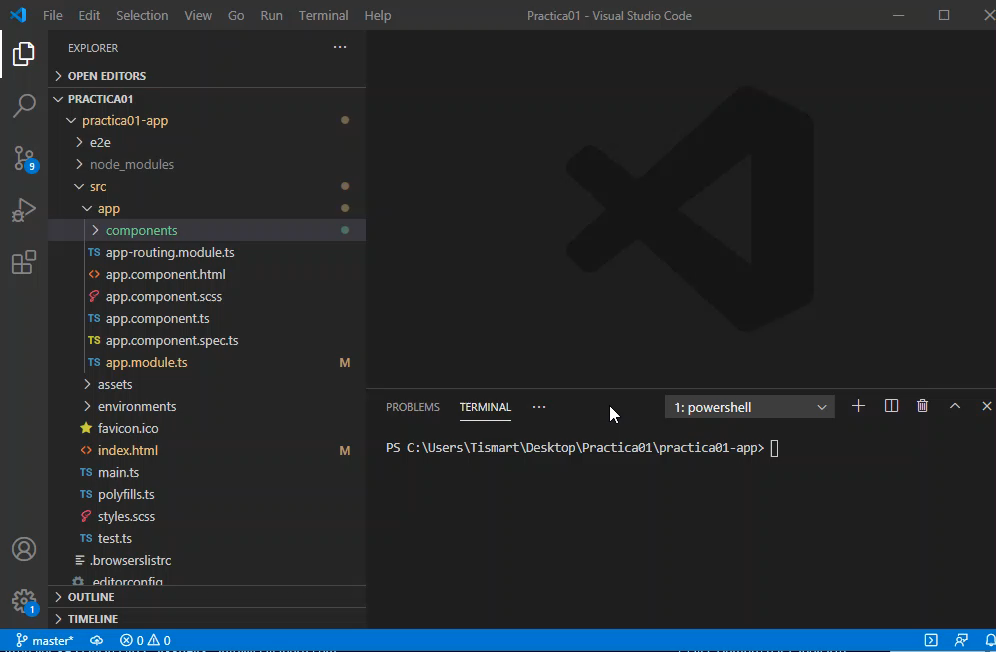 File Edit Selection View Go Run Terminal Help Practica01 - Visual Studio Code
EXPLORER
OPEN EDITORS
PRACTICA01
practica01-app
e2e
node_modules
src
app
components
app-routing.module.ts
app.component.html
app.component.scss
app.component.ts
app.component.spec.ts
app.module.ts M
assets
environments
favicon.ico
index.html M
main.ts
polyfills.ts
styles.scss
test.ts
.browserslistrc
.editorconfig
OUTLINE
TIMELINE
9
1
TS
TS
TS
TS
TS
TS
TS
PROBLEMS TERMINAL 1: powershell
PS C:\Users\Tismart\Desktop\Practica01\practica01-app>
master* 0 0